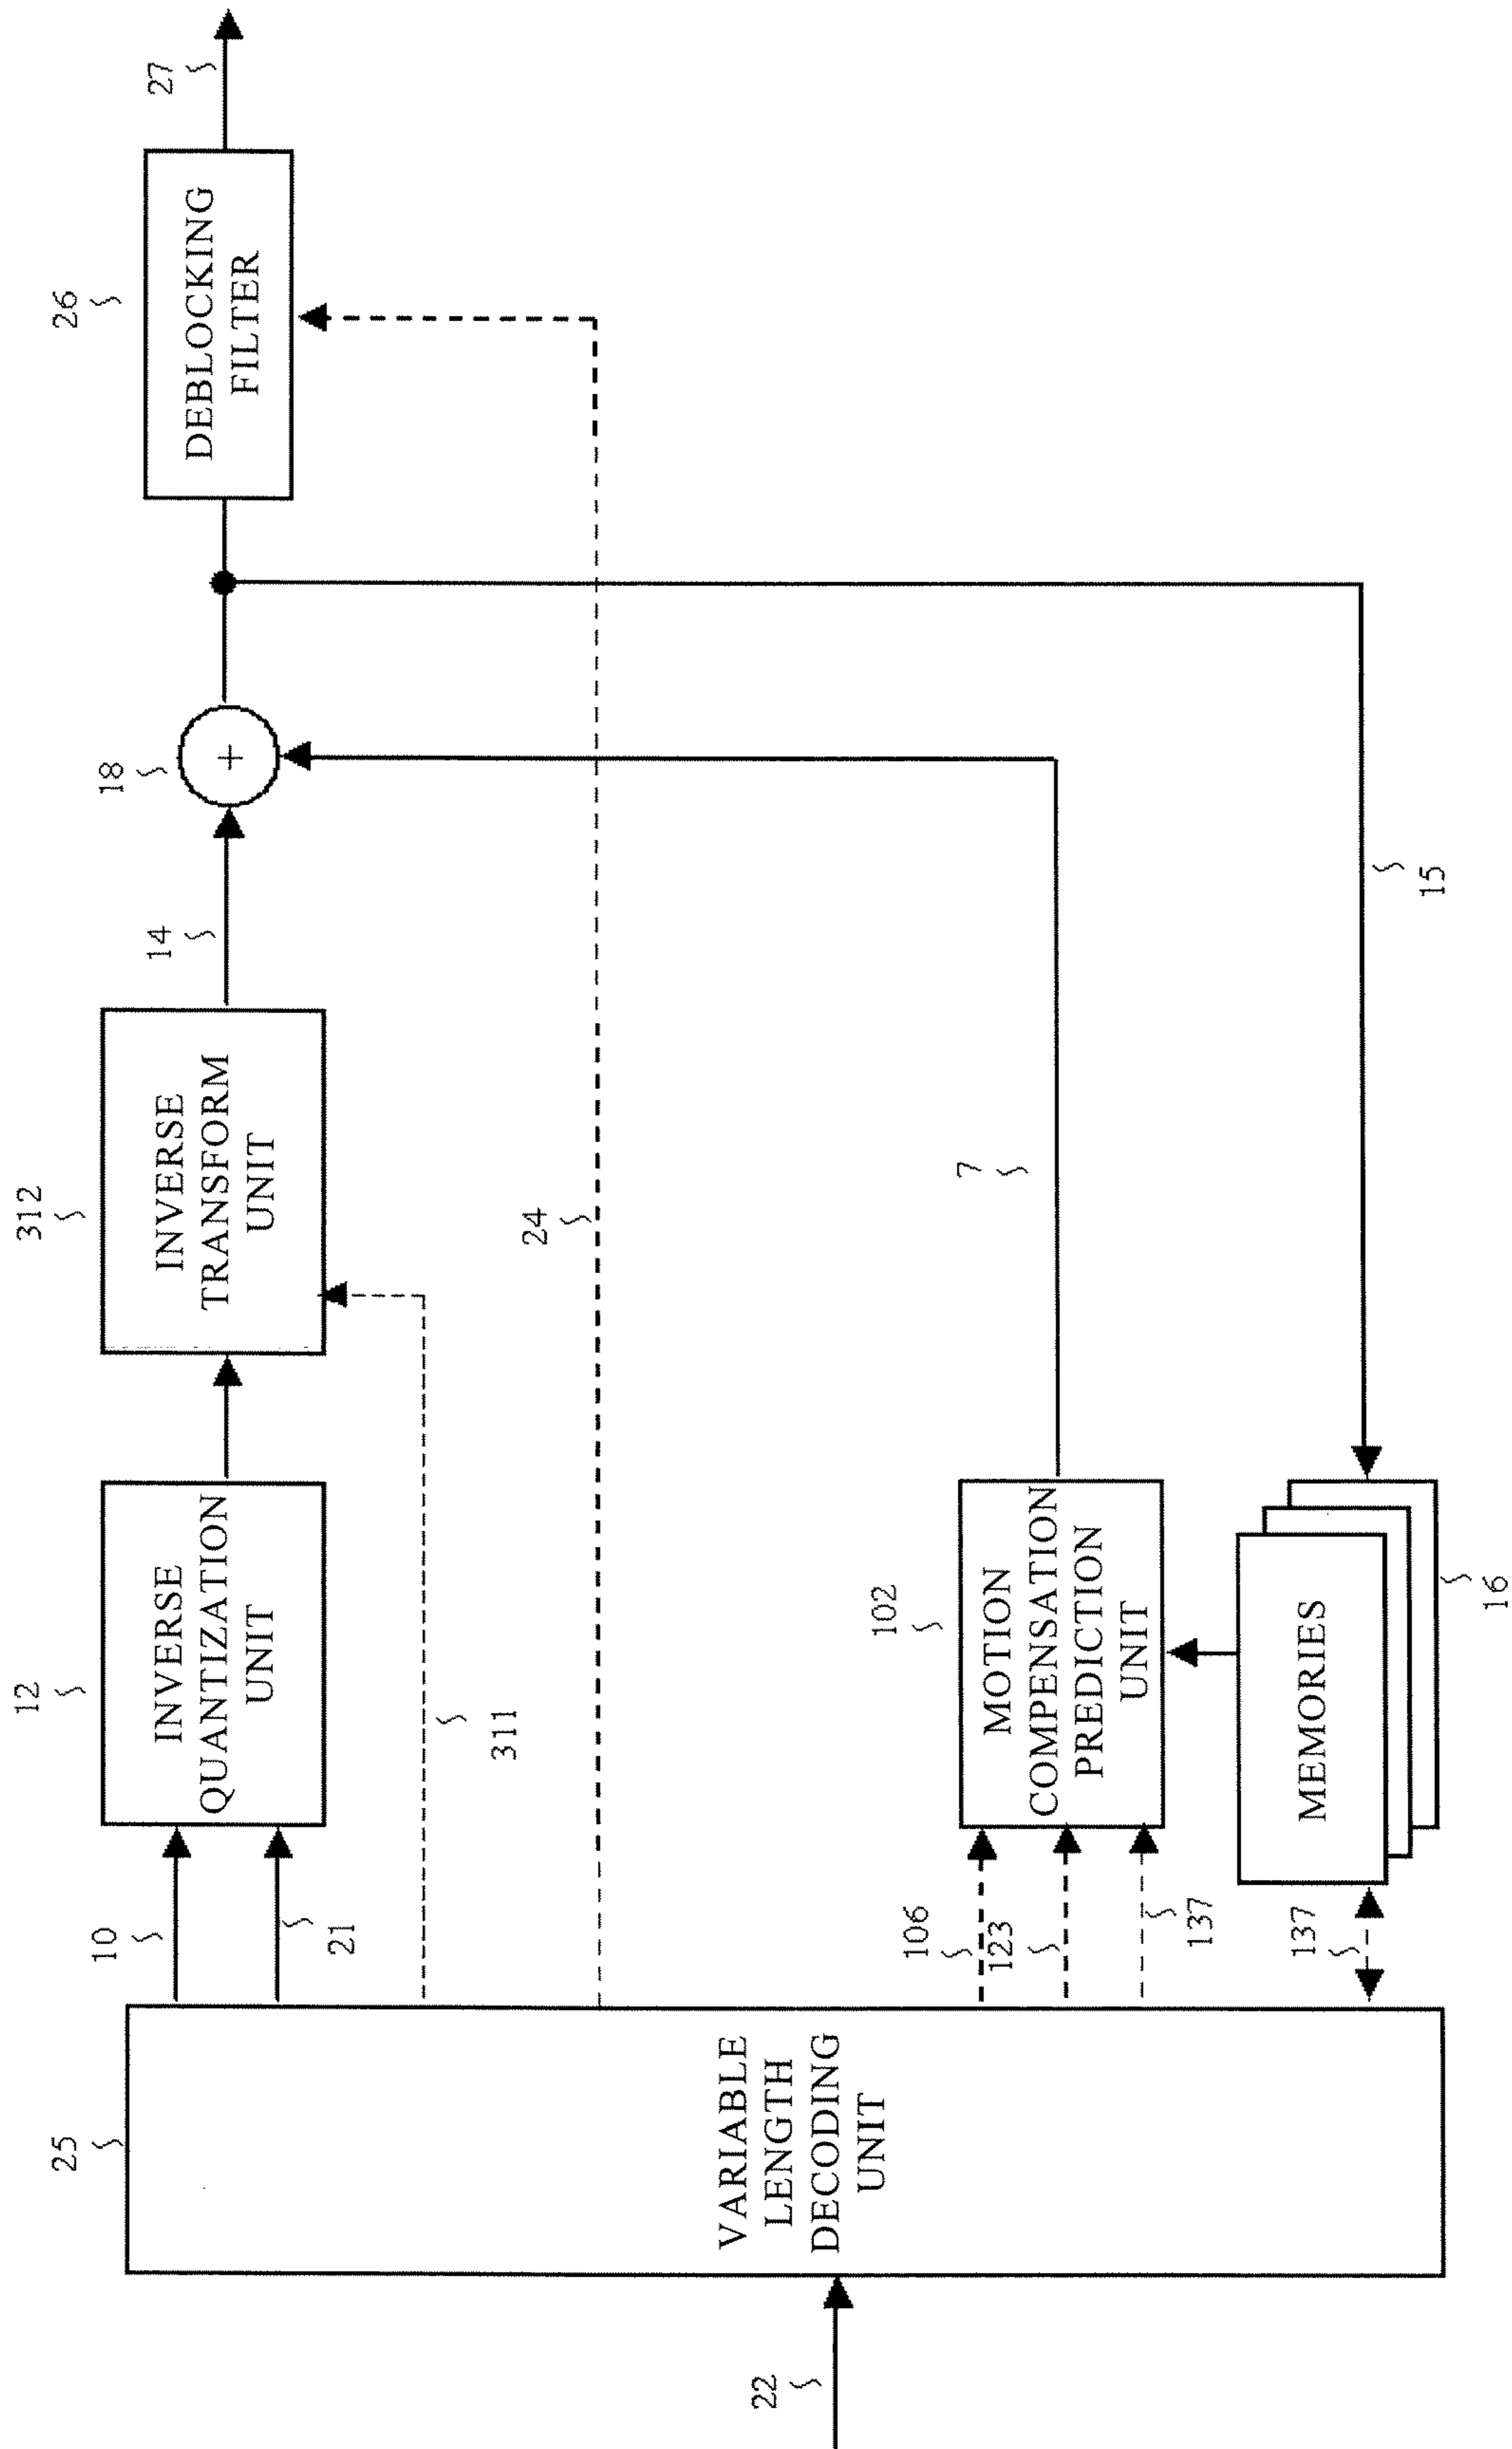 12
INVERSE
QUANTIZATION
UNIT
312
INVERSE
TRANSFORM
UNIT
14
18
+
26
DEBLOCKING
FILTER
27
10
21
311
24
25
VARIABLE
LENGTH
DECODING
UNIT
22
106
123
137
102
MOTION
COMPENSATION
PREDICTION
UNIT
7
137
MEMORIES
16
15